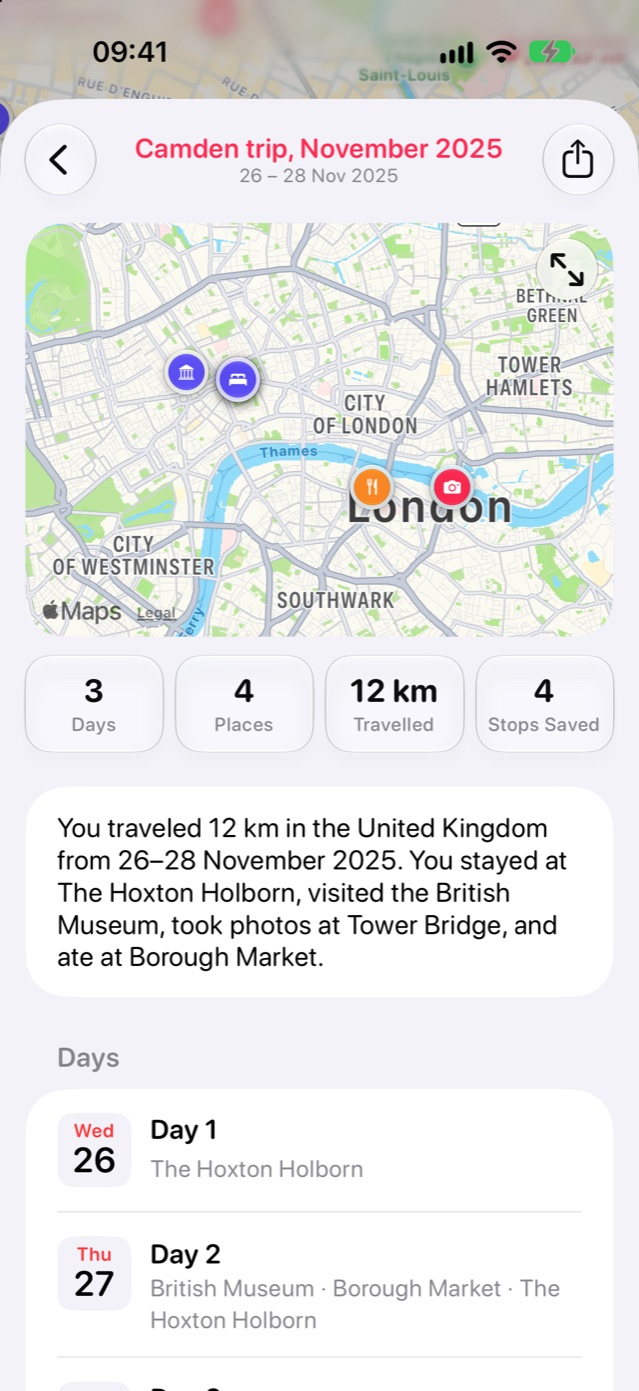 09:41
RUE D'ENGUI
RUE D
Saint-Louis
Camden trip, November 2025
26 – 28 Nov 2025
BETHNAL
GREEN
TOWER
HAMLETS
CITY
OF LONDON
Thames
London
CITY
OF WESTMINSTER
SOUTHWARK
Maps Legal
3
Days
4
Places
12 km
Travelled
4
Stops Saved
You traveled 12 km in the United Kingdom
from 26–28 November 2025. You stayed at
The Hoxton Holborn, visited the British
Museum, took photos at Tower Bridge, and
ate at Borough Market.
Days
Wed
26
Day 1
The Hoxton Holborn
Thu
27
Day 2
British Museum · Borough Market · The
Hoxton Holborn